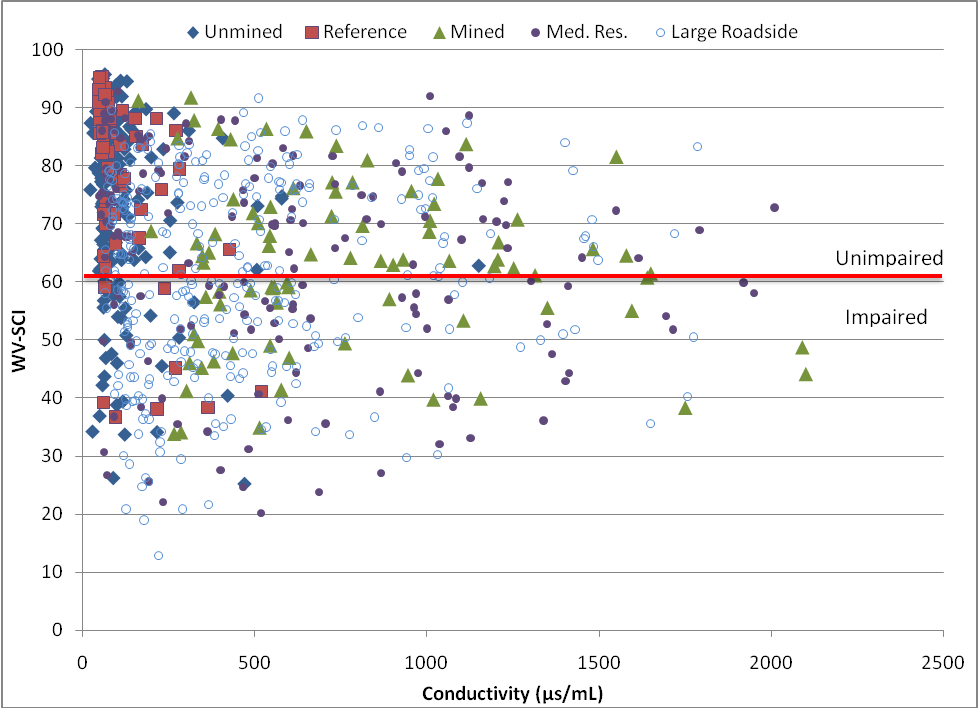 Unmined Reference Mined Med. Res. Large Roadside
100
90
80
70
60
50
40
30
20
10
0
WV-SCI
Unimpaired
Impaired
0 500 1000 1500 2000 2500
Conductivity (µs/mL)